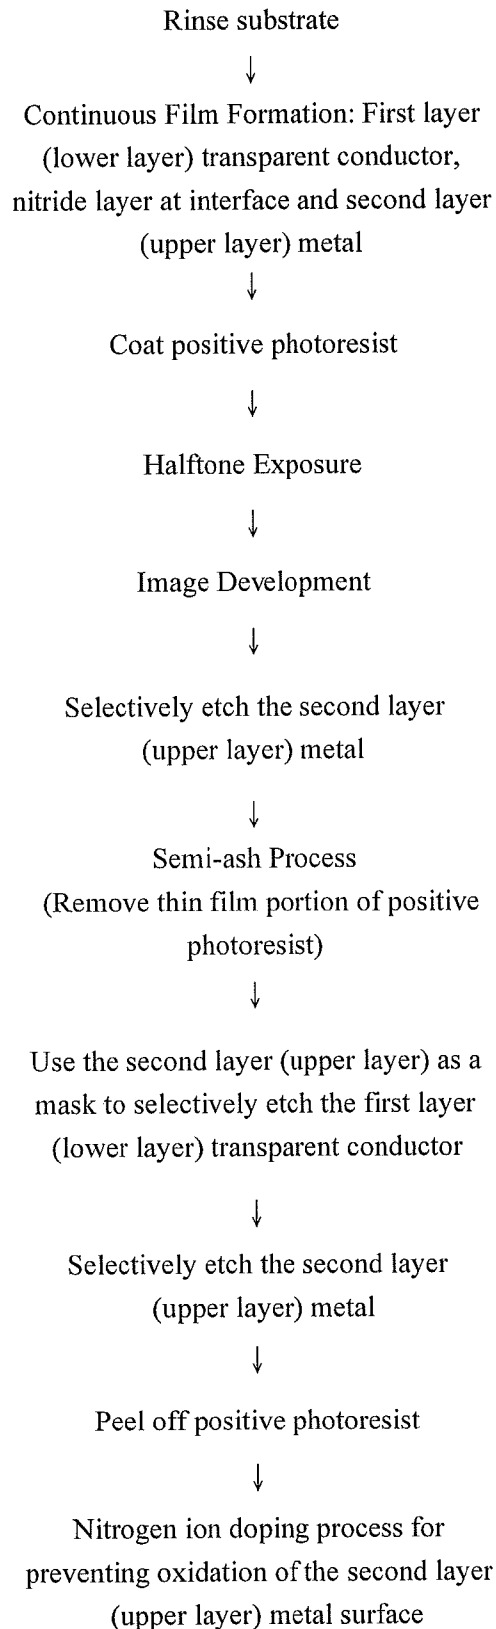 Rinse substrate
↓
Continuous Film Formation: First layer
(lower layer) transparent conductor,
nitride layer at interface and second layer
(upper layer) metal
↓
Coat positive photoresist
↓
Halftone Exposure
↓
Image Development
↓
Selectively etch the second layer
(upper layer) metal
↓
Semi-ash Process
(Remove thin film portion of positive
photoresist)
↓
Use the second layer (upper layer) as a
mask to selectively etch the first layer
(lower layer) transparent conductor
↓
Selectively etch the second layer
(upper layer) metal
↓
Peel off positive photoresist
↓
Nitrogen ion doping process for
preventing oxidation of the second layer
(upper layer) metal surface